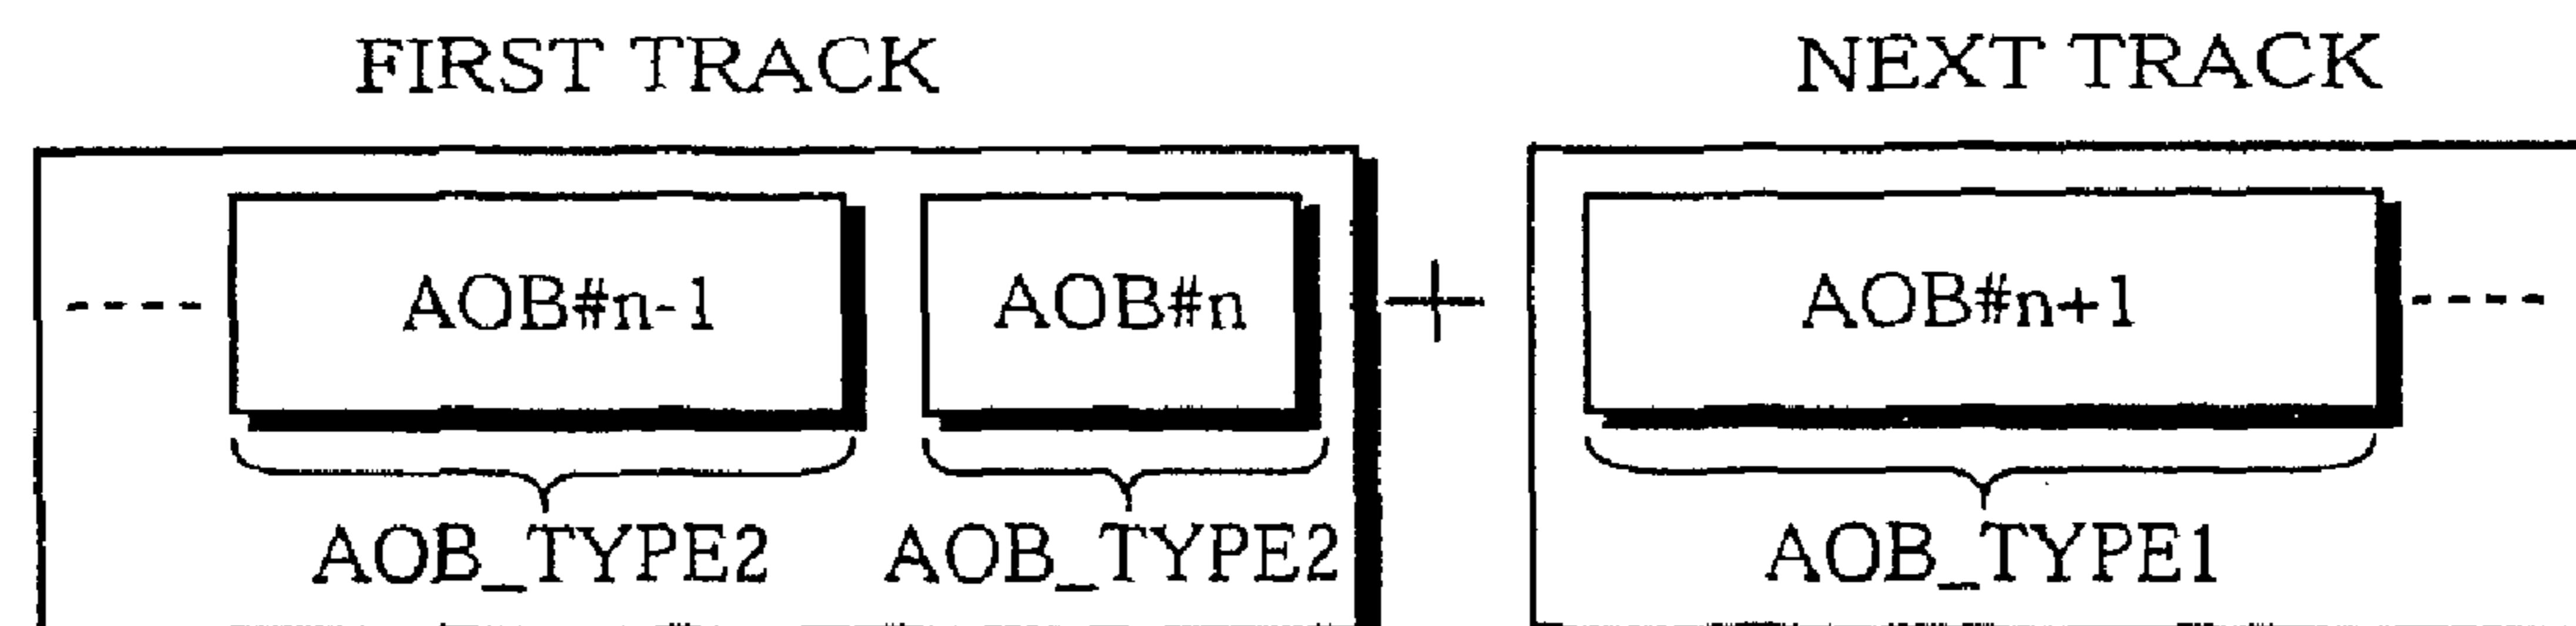 FIRST TRACK NEXT TRACK
---- AOB#n-1 AOB#n + AOB#n+1 ----
AOB_TYPE2 AOB_TYPE2 AOB_TYPE1